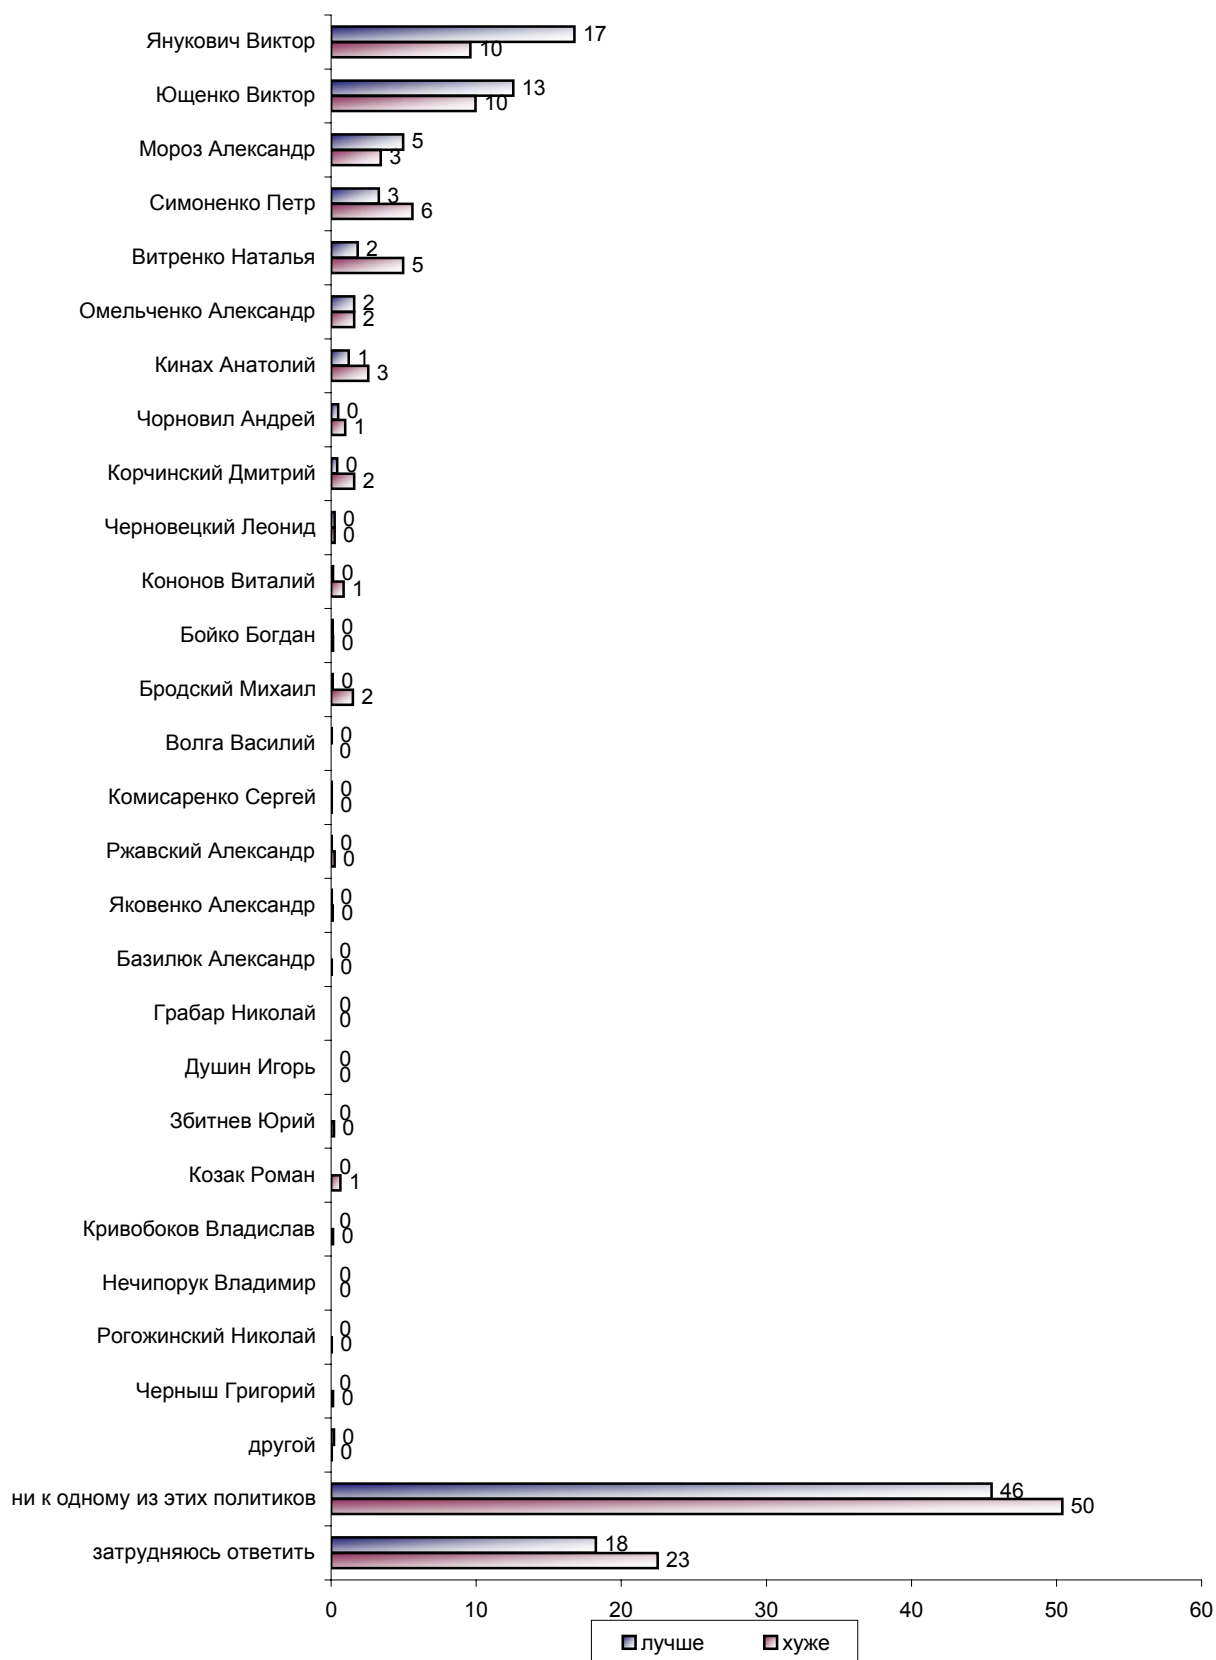 Янукович Виктор 17
10
Ющенко Виктор 13
10
Мороз Александр 5
3
Симоненко Петр 3
6
Витренко Наталья 2
5
Омельченко Александр 2
2
Кинах Анатолий 1
3
Чорновил Андрей 0
1
Корчинский Дмитрий 0
2
Черновецкий Леонид 0
0
Кононов Виталий 0
1
Бойко Богдан 0
0
Бродский Михаил 0
2
Волга Василий 0
0
Комисаренко Сергей 0
0
Ржавский Александр 0
0
Яковенко Александр 0
0
Базилюк Александр 0
0
Грабар Николай 0
0
Душин Игорь 0
0
Збитнев Юрий 0
0
Козак Роман 0
1
Кривобоков Владислав 0
0
Нечипорук Владимир 0
0
Рогожинский Николай 0
0
Черныш Григорий 0
0
другой 0
0
ни к одному из этих политиков 46
50
затрудняюсь ответить 18
23
0 10 20 30 40 50 60
лучше хуже